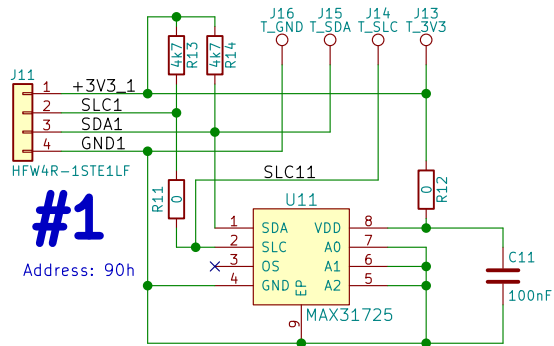 J16
T_GND
J15
T_SDA
J14
T_SLC
J13
T_3V3
4k7
R13
4k7
R14
J11
1
+3V3_1
2
SLC1
3
SDA1
4
GND1
HFW4R-1STE1LF
#1
Address: 90h
R11
0
SLC11
R12
0
U11
1
SDA
VDD
8
2
SLC
A0
7
3
OS
A1
6
4
GND
EP
A2
5
9
MAX31725
C11
100nF